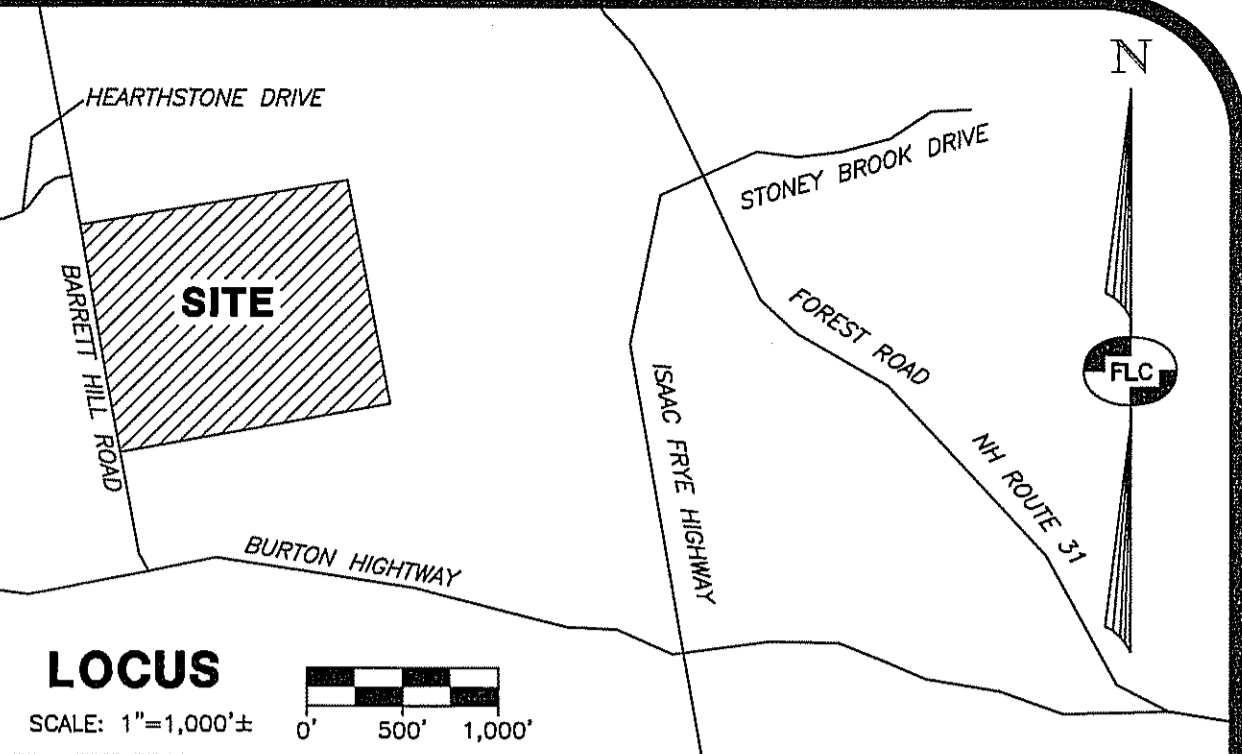 N
HEARTHSTONE DRIVE
STONEY BROOK DRIVE
BARRETT HILL ROAD
SITE
FOREST ROAD
FLC
ISAAC FRYE HIGHWAY
NH ROUTE 31
BURTON HIGHTWAY
LOCUS
SCALE: 1"=1,000'±
0' 500' 1,000'